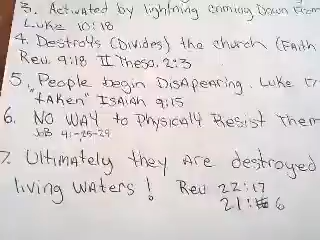 3. Activated by lightning coming Down From
Luke 10:18
4. Destroys (Divides) the church (Faith
Rev. 9:18 II Theso. 2:3
5. People begin Disapearing. Luke 17
"taken" ISAiAH 9:15
6. NO WAY to Physically Resist Them
JoB 41-25-29
7. Ultimately they Are destroyed
living waters! Rev 22:17
21:6